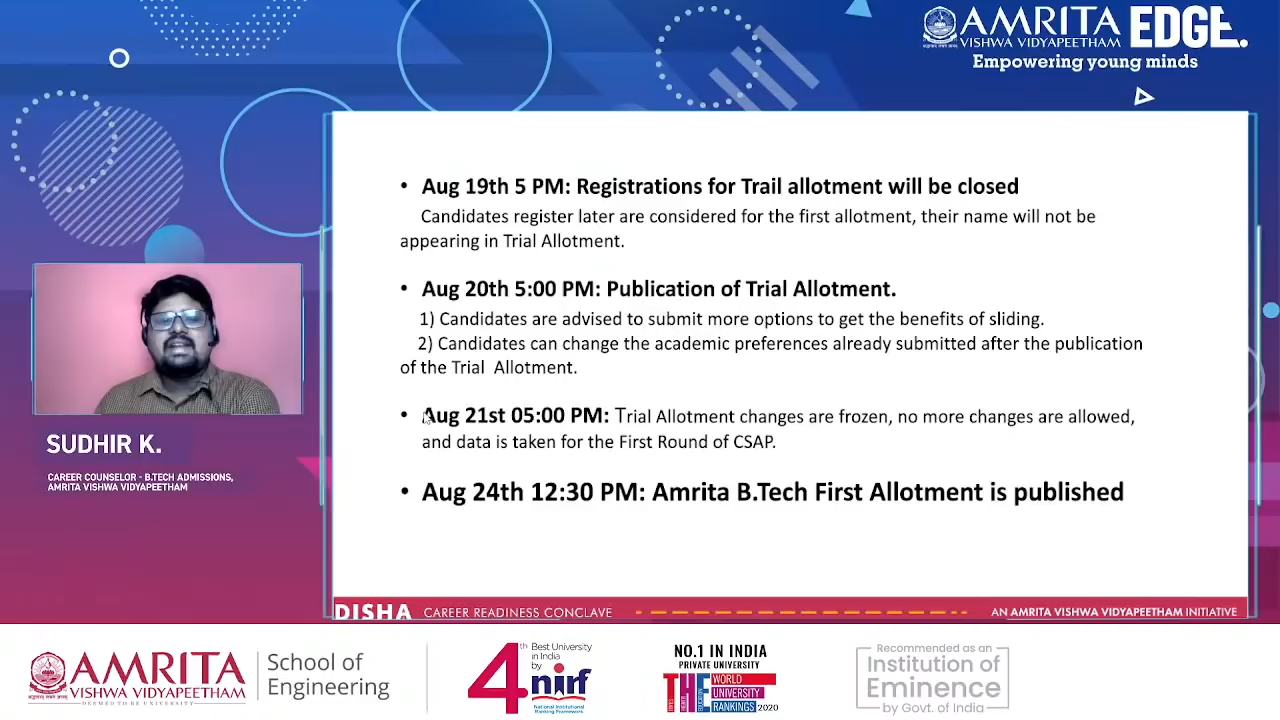 AMRITA
VISHWA VIDYAPEETHAM
EDGE.
Empowering young minds
• Aug 19th 5 PM: Registrations for Trail allotment will be closed
Candidates register later are considered for the first allotment, their name will not be
appearing in Trial Allotment.
• Aug 20th 5:00 PM: Publication of Trial Allotment.
1) Candidates are advised to submit more options to get the benefits of sliding.
2) Candidates can change the academic preferences already submitted after the publication
of the Trial Allotment.
• Aug 21st 05:00 PM: Trial Allotment changes are frozen, no more changes are allowed,
and data is taken for the First Round of CSAP.
• Aug 24th 12:30 PM: Amrita B.Tech First Allotment is published
SUDHIR K.
CAREER COUNSELOR - B.TECH ADMISSIONS,
AMRITA VISHWA VIDYAPEETHAM
DISHA CAREER READINESS CONCLAVE
AN AMRITA VISHWA VIDYAPEETHAM INITIATIVE
AMRITA
VISHWA VIDYAPEETHAM
DEEMED TO BE UNIVERSITY
School of
Engineering
4th Best University
in India
by
nirf
National Institutional
Ranking Framework
NO.1 IN INDIA
PRIVATE UNIVERSITY
THE WORLD
UNIVERSITY
RANKINGS 2020
Recommended as an
Institution of
Eminence
by Govt. of India